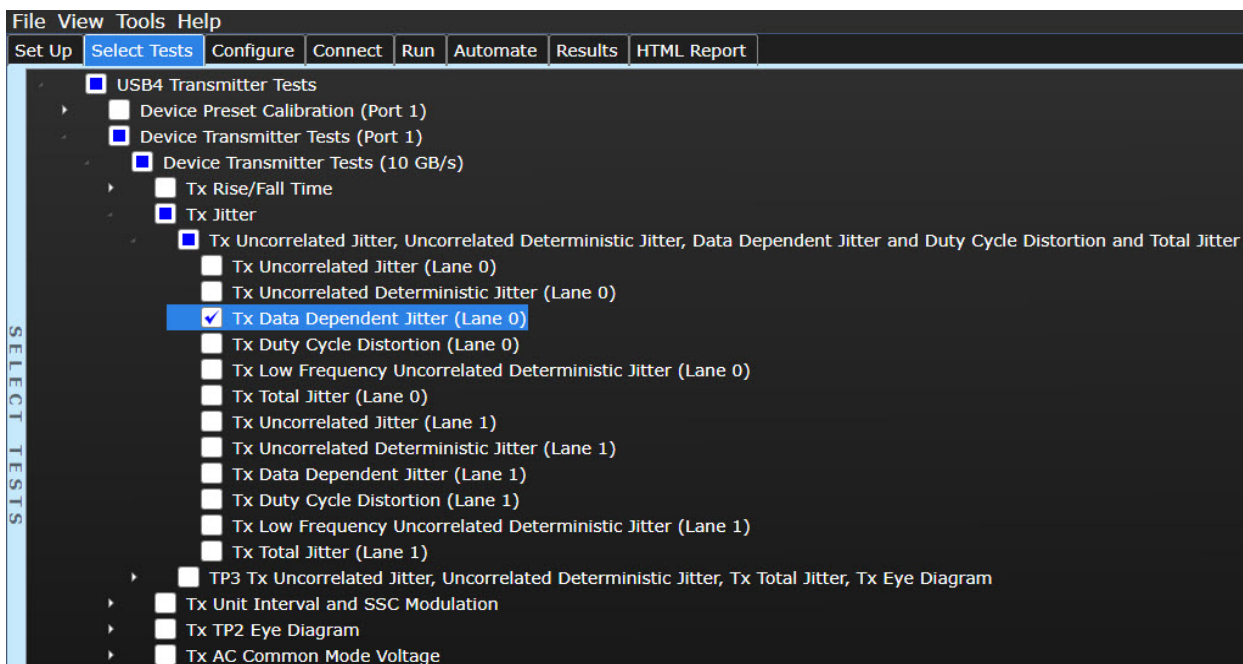 File View Tools Help
Set Up Select Tests Configure Connect Run Automate Results HTML Report
USB4 Transmitter Tests
Device Preset Calibration (Port 1)
Device Transmitter Tests (Port 1)
Device Transmitter Tests (10 GB/s)
Tx Rise/Fall Time
Tx Jitter
Tx Uncorrelated Jitter, Uncorrelated Deterministic Jitter, Data Dependent Jitter and Duty Cycle Distortion and Total Jitter
Tx Uncorrelated Jitter (Lane 0)
Tx Uncorrelated Deterministic Jitter (Lane 0)
Tx Data Dependent Jitter (Lane 0)
Tx Duty Cycle Distortion (Lane 0)
Tx Low Frequency Uncorrelated Deterministic Jitter (Lane 0)
Tx Total Jitter (Lane 0)
Tx Uncorrelated Jitter (Lane 1)
Tx Uncorrelated Deterministic Jitter (Lane 1)
Tx Data Dependent Jitter (Lane 1)
Tx Duty Cycle Distortion (Lane 1)
Tx Low Frequency Uncorrelated Deterministic Jitter (Lane 1)
Tx Total Jitter (Lane 1)
TP3 Tx Uncorrelated Jitter, Uncorrelated Deterministic Jitter, Tx Total Jitter, Tx Eye Diagram
Tx Unit Interval and SSC Modulation
Tx TP2 Eye Diagram
Tx AC Common Mode Voltage
SELECT TESTS